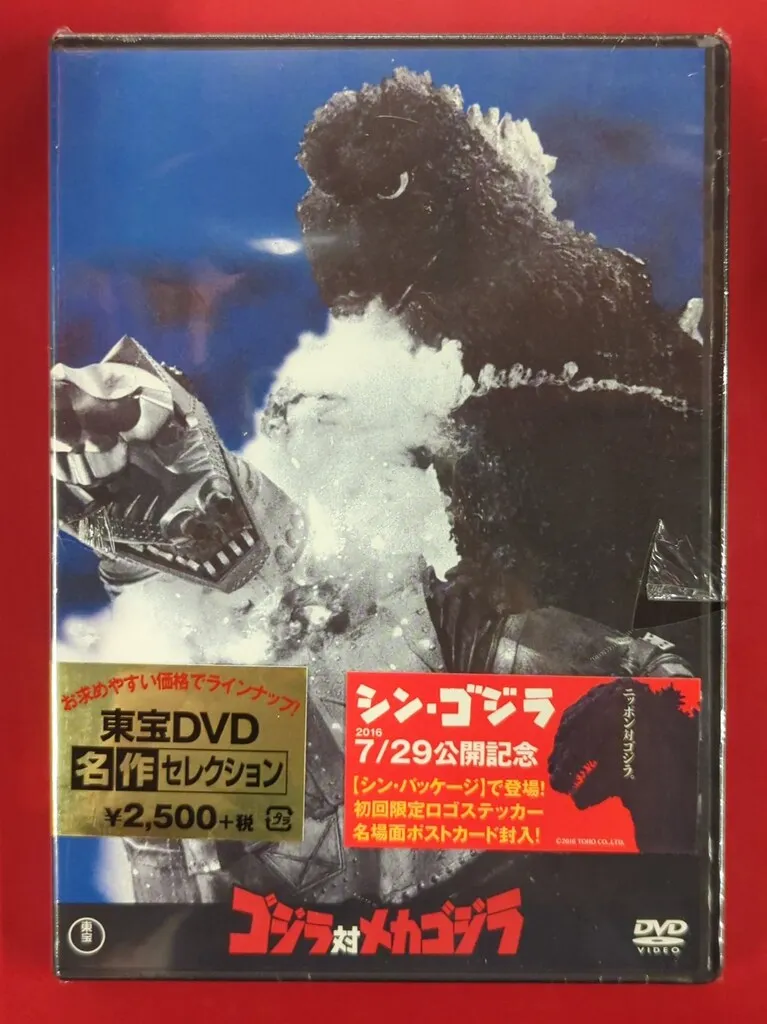 お求めやすい価格でラインナップ!
東宝DVD
名作セレクション
¥2,500+税
シン・ゴジラ
2016
7/29公開記念
【シン・パッケージ】で登場!
初回限定ロゴステッカー
名場面ポストカード封入!
ニッポン対ゴジラ。
©2016 TOHO CO.,LTD.
東宝
ゴジラ対メカゴジラ
DVD
VIDEO